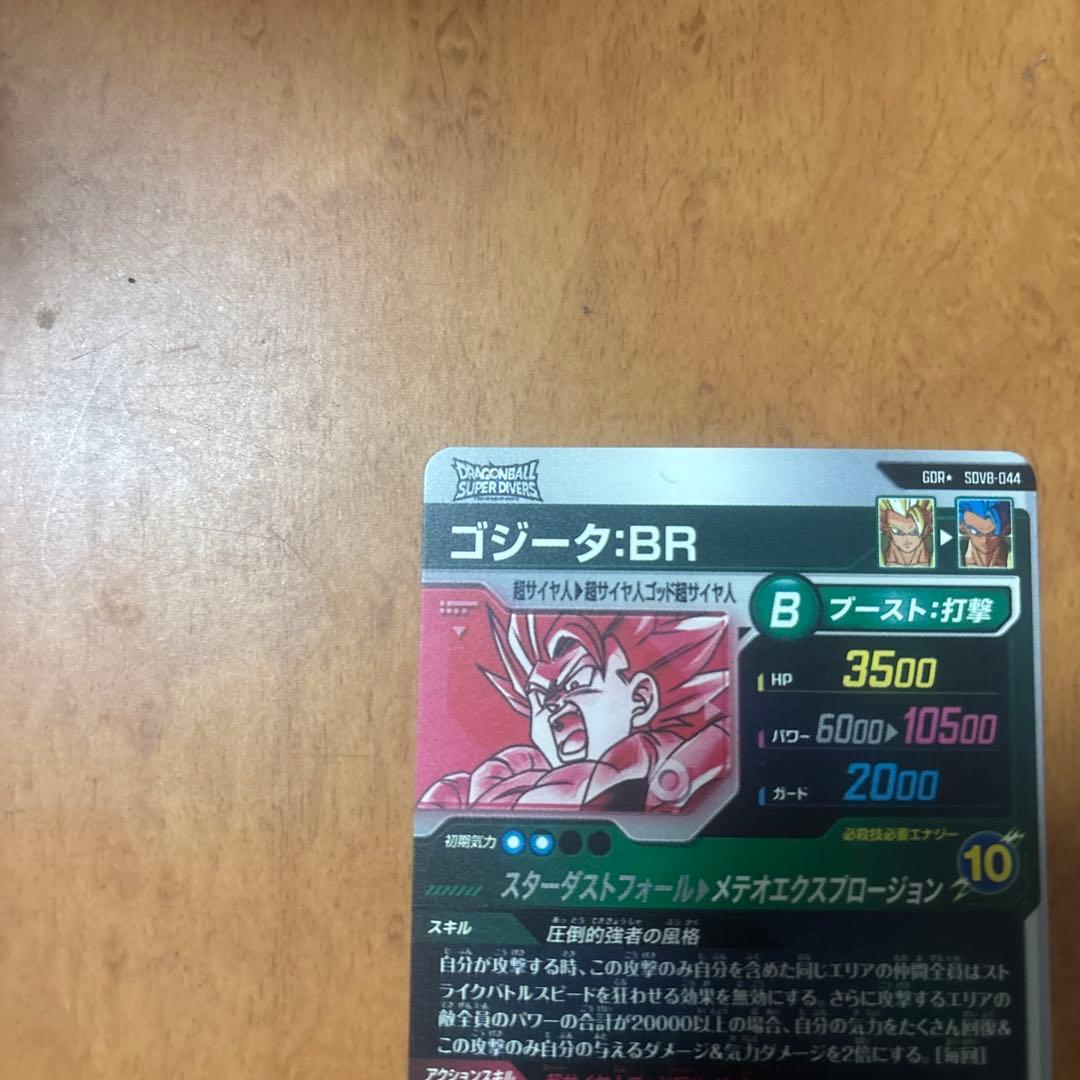 DRAGONBALL
SUPER DIVERS
GDR★ SDV8-044
ゴジータ:BR
超サイヤ人▶超サイヤ人ゴッド超サイヤ人
B ブースト:打撃
HP 3500
パワー 6000▶10500
ガード 2000
初期気力
必殺技必要エナジー
10
スターダストフォール▶メテオエクスプロージョン
スキル 圧倒的強者の風格
自分が攻撃する時、この攻撃のみ自分を含めた同じエリアの仲間全員はスト
ライクバトルスピードを狂わせる効果を無効にする。さらに攻撃するエリアの
敵全員のパワーの合計が20000以上の場合、自分の気力をたくさん回復&
この攻撃のみ自分の与えるダメージ&気力ダメージを2倍にする。[毎回]
アクションスキル